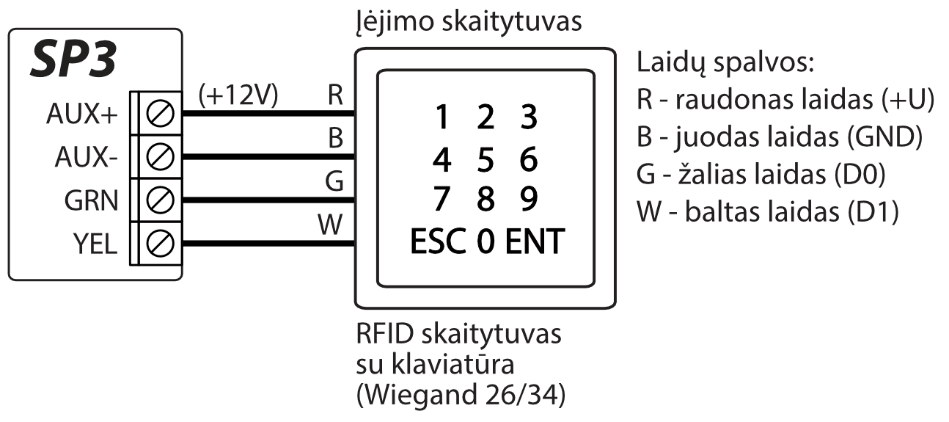 Įėjimo skaitytuvas
SP3
AUX+
AUX-
GRN
YEL
(+12V)
R
B
G
W
1 2 3
4 5 6
7 8 9
ESC 0 ENT
RFID skaitytuvas
su klaviatūra
(Wiegand 26/34)
Laidų spalvos:
R - raudonas laidas (+U)
B - juodas laidas (GND)
G - žalias laidas (D0)
W - baltas laidas (D1)